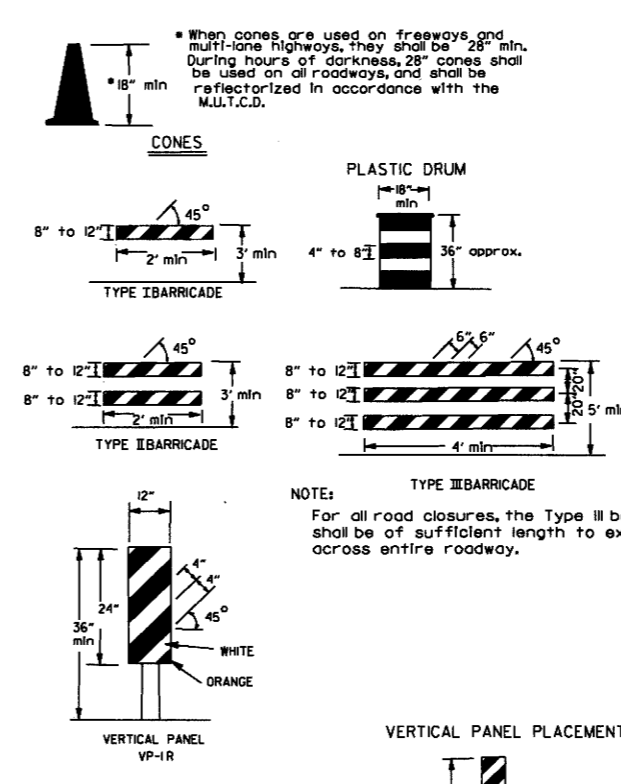 * When cones are used on freeways and
multi-lane highways, they shall be 28" min.
During hours of darkness, 28" cones shall
be used on all roadways, and shall be
reflectorized in accordance with the
M.U.T.C.D.
*18" min
CONES
PLASTIC DRUM
18"
min
4" to 8"
36" approx.
45°
8" to 12"
2' min
3' min
TYPE I BARRICADE
45°
8" to 12"
8" to 12"
2' min
3' min
TYPE II BARRICADE
6" 6"
45°
8" to 12"
8" to 12"
8" to 12"
20"
20"
5' min
4' min
TYPE III BARRICADE
NOTE:
For all road closures, the Type III
shall be of sufficient length to
across entire roadway.
12"
4"
4"
45°
24"
36"
min
WHITE
ORANGE
VERTICAL PANEL
VP-1R
VERTICAL PANEL PLACEMENT